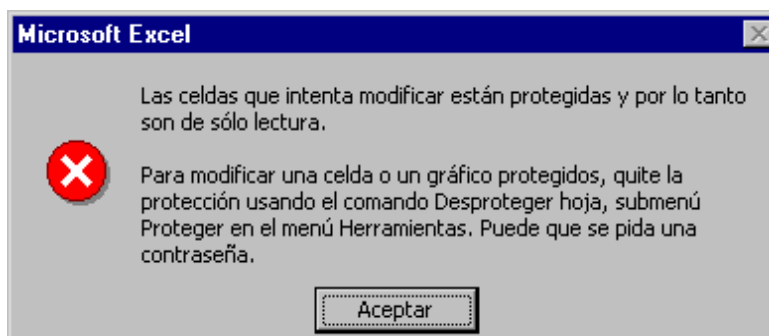 Microsoft Excel
Las celdas que intenta modificar están protegidas y por lo tanto
son de sólo lectura.
Para modificar una celda o un gráfico protegidos, quite la
protección usando el comando Desproteger hoja, submenú
Proteger en el menú Herramientas. Puede que se pida una
contraseña.
Aceptar